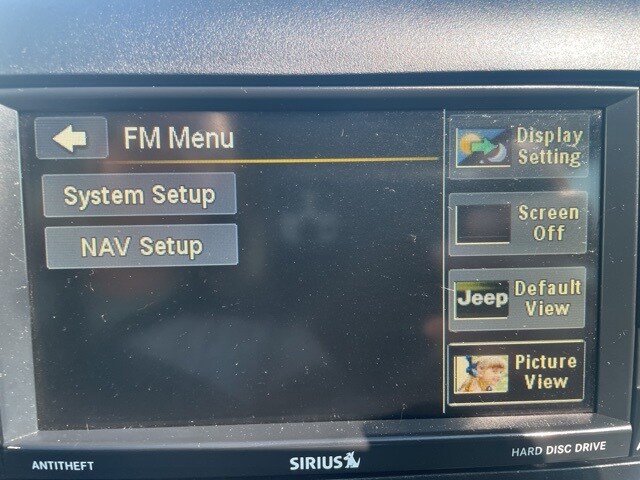 FM Menu
System Setup
NAV Setup
Display
Setting
Screen
Off
Jeep
Default
View
Picture
View
ANTITHEFT
SIRIUS
HARD DISC DRIVE